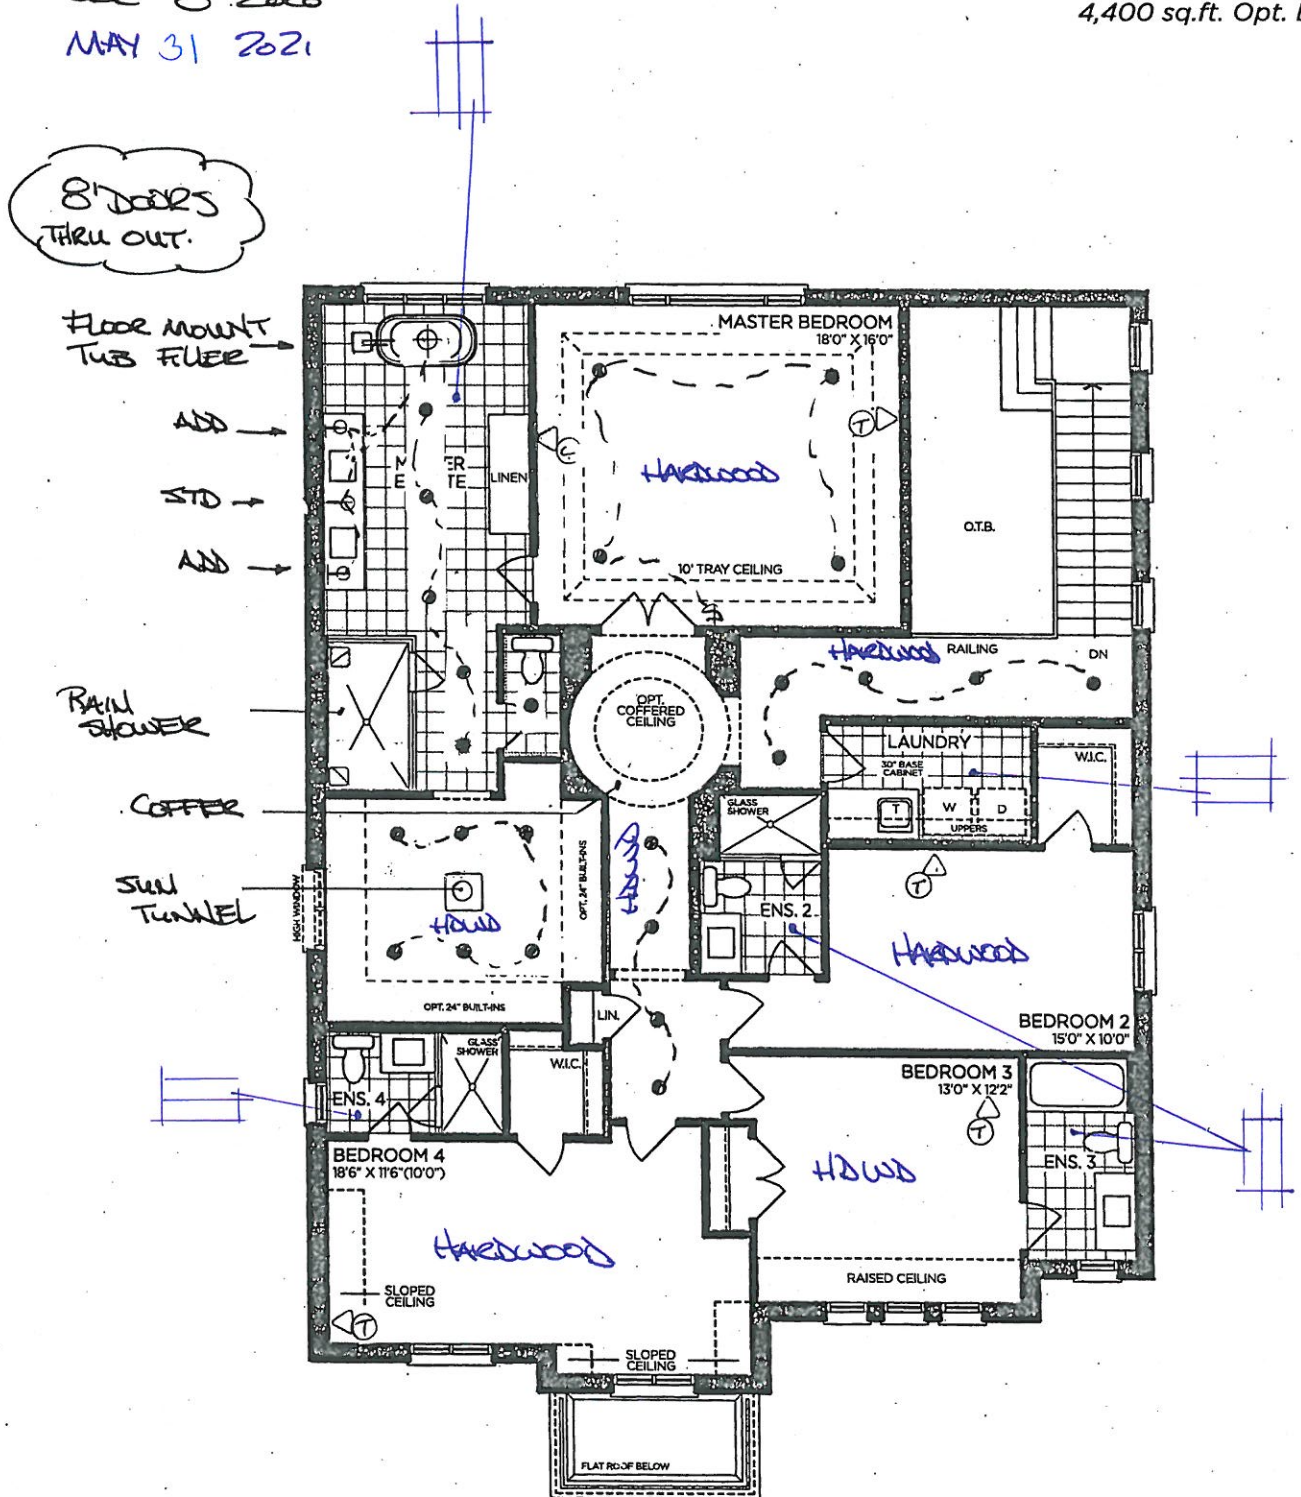 2020
4,400 sq.ft. Opt.
MAY 31 2021
8' DOORS
THRU OUT.
FLOOR MOUNT
TUB FILLER
ADD
STD
ADD
RAIN
SHOWER
COFFER
SUN
TUNNEL
MASTER BEDROOM
18'0" X 16'0"
C
T
HARDWOOD
10' TRAY CEILING
LINEN
O.T.B.
HARDWOOD
RAILING
DN
OPT.
COFFERED
CEILING
LAUNDRY
30" BASE
CABINET
W.I.C.
T
W
D
UPPERS
GLASS
SHOWER
HDWD
OPT. 24" BUILT-INS
HIGH WINDOW
HDWD
OPT. 24" BUILT-INS
ENS. 2
T
HARDWOOD
BEDROOM 2
15'0" X 10'0"
LIN.
GLASS
SHOWER
W.I.C.
ENS. 4
BEDROOM 3
13'0" X 12'2"
T
HDWD
ENS. 3
RAISED CEILING
BEDROOM 4
18'6" X 11'6"(10'0")
HARDWOOD
SLOPED
CEILING
T
SLOPED
CEILING
FLAT ROOF BELOW